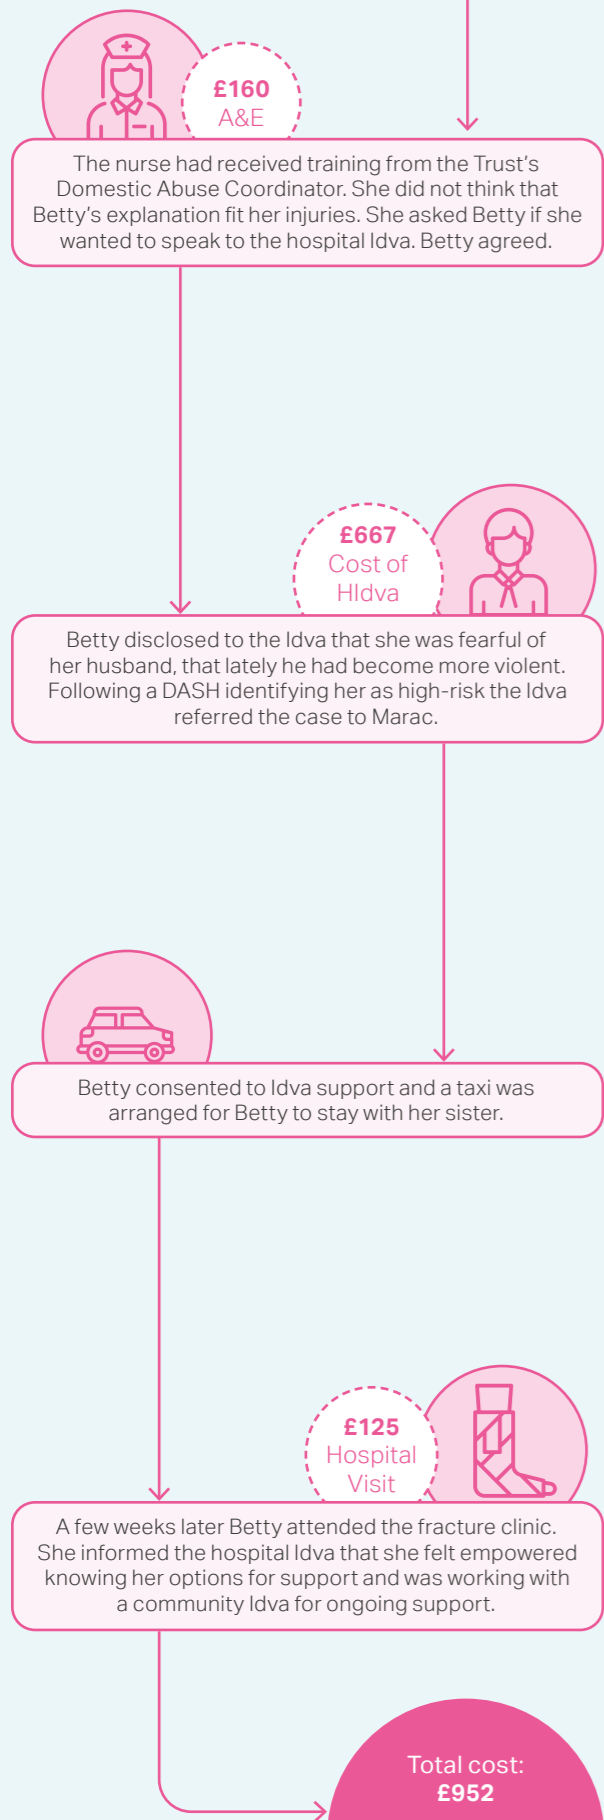 £160
A&E
The nurse had received training from the Trust's
Domestic Abuse Coordinator. She did not think that
Betty's explanation fit her injuries. She asked Betty if she
wanted to speak to the hospital Idva. Betty agreed.
£667
Cost of
HIdva
Betty disclosed to the Idva that she was fearful of
her husband, that lately he had become more violent.
Following a DASH identifying her as high-risk the Idva
referred the case to Marac.
Betty consented to Idva support and a taxi was
arranged for Betty to stay with her sister.
£125
Hospital
Visit
A few weeks later Betty attended the fracture clinic.
She informed the hospital Idva that she felt empowered
knowing her options for support and was working with
a community Idva for ongoing support.
Total cost:
£952